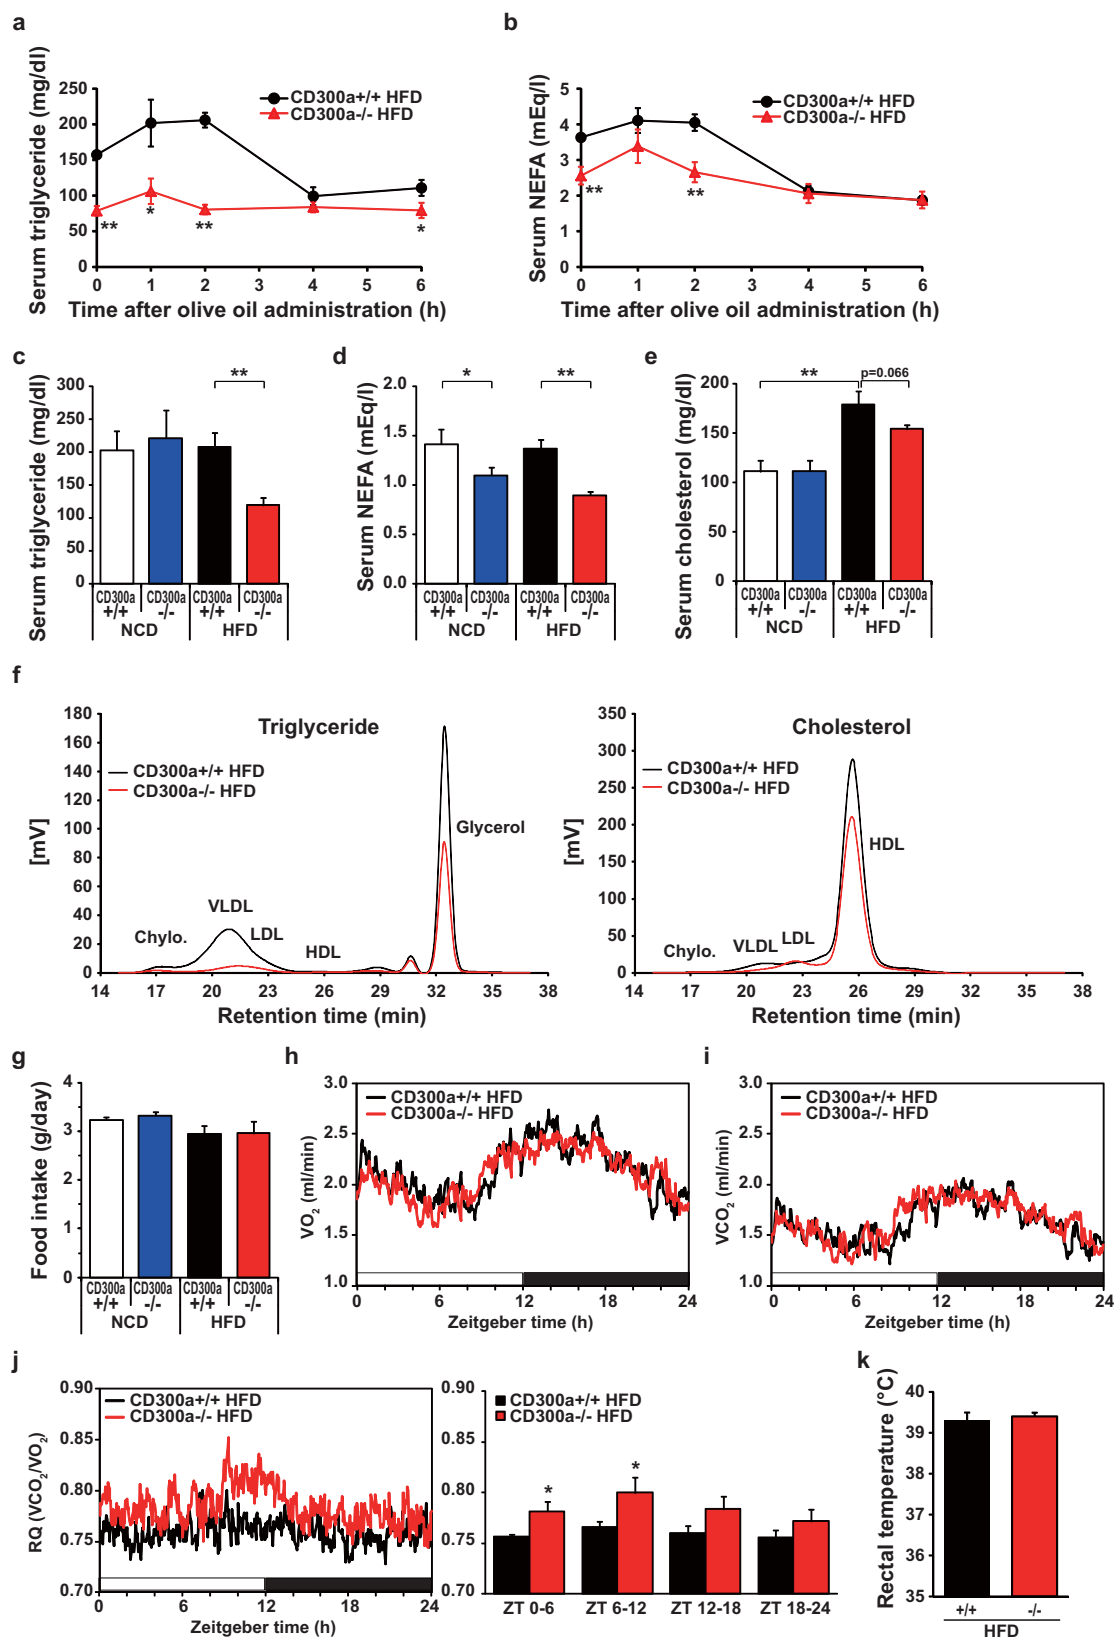 a
Serum triglyceride (mg/dl)
250
200
150
100
50
0
CD300a+/+ HFD
CD300a-/- HFD
**
*
**
*
0 1 2 3 4 5 6
Time after olive oil administration (h)
b
Serum NEFA (mEq/l)
5
4
3
2
1
0
CD300a+/+ HFD
CD300a-/- HFD
**
**
0 1 2 3 4 5 6
Time after olive oil administration (h)
c
Serum triglyceride (mg/dl)
300
250
200
150
100
50
0
**
CD300a CD300a CD300a CD300a
+/+ -/- +/+ -/-
NCD HFD
d
Serum NEFA (mEq/l)
2.0
1.5
1.0
0.5
0.0
* **
CD300a CD300a CD300a CD300a
+/+ -/- +/+ -/-
NCD HFD
e
Serum cholesterol (mg/dl)
200
150
100
50
0
** p=0.066
CD300a CD300a CD300a CD300a
+/+ -/- +/+ -/-
NCD HFD
f
[mV]
180
160
140
120
100
80
60
40
20
0
Triglyceride
CD300a+/+ HFD
CD300a-/- HFD
Glycerol
VLDL
Chylo.
LDL
HDL
14 17 20 21 23 26 29 32 35 38
Retention time (min)
[mV]
350
300
250
200
150
100
50
0
Cholesterol
CD300a+/+ HFD
CD300a-/- HFD
HDL
Chylo.
VLDL
LDL
14 17 20 23 26 29 32 35 38
Retention time (min)
g
Food intake (g/day)
4
3
2
1
0
CD300a CD300a CD300a CD300a
+/+ -/- +/+ -/-
NCD HFD
h
VO2 (ml/min)
3.0
2.5
2.0
1.5
1.0
CD300a+/+ HFD
CD300a-/- HFD
0 6 12 18 24
Zeitgeber time (h)
i
VCO2 (ml/min)
3.0
2.5
2.0
1.5
1.0
CD300a+/+ HFD
CD300a-/- HFD
0 6 12 18 24
Zeitgeber time (h)
j
RQ (VCO2/VO2)
0.90
0.85
0.80
0.75
0.70
CD300a+/+ HFD
CD300a-/- HFD
0 6 12 18 24
Zeitgeber time (h)
0.90
0.85
0.80
0.75
0.70
CD300a+/+ HFD
CD300a-/- HFD
*
*
ZT 0-6 ZT 6-12 ZT 12-18 ZT 18-24
k
Rectal temperature (°C)
40
39
38
37
36
35
+/+ -/-
HFD